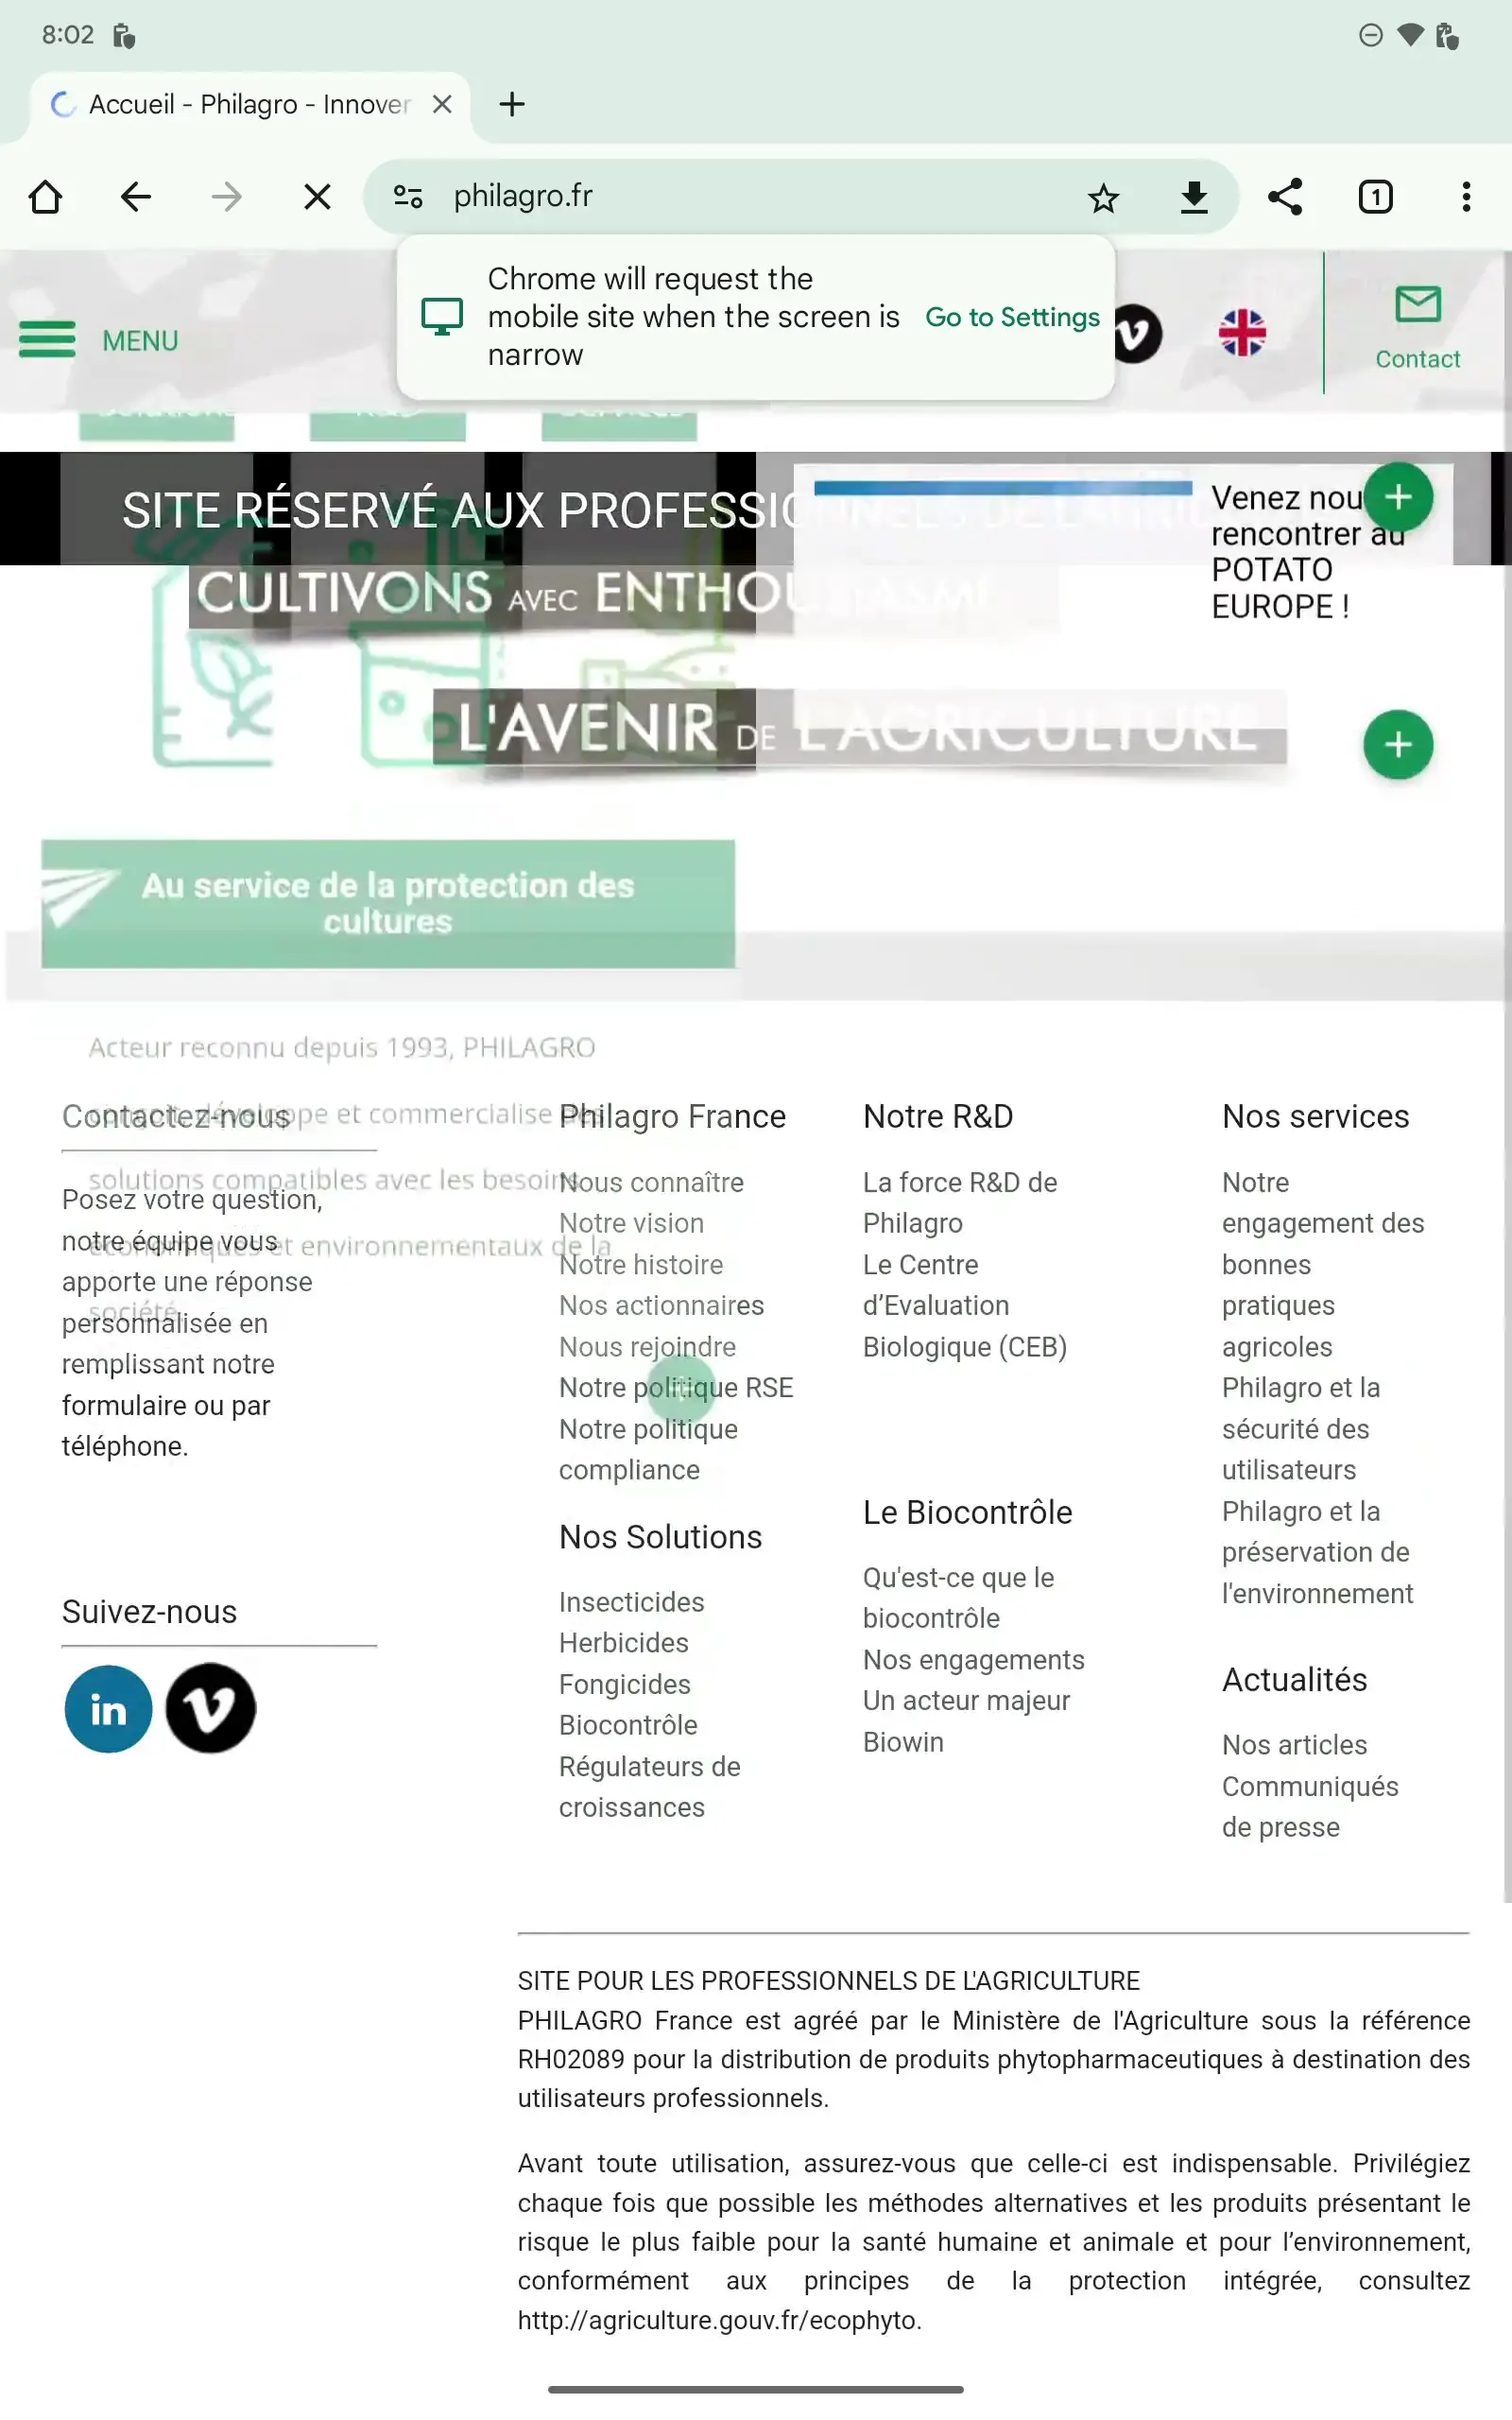 8:02
Accueil - Philagro - Innover
philagro.fr
1
Chrome will request the
mobile site when the screen is
narrow
Go to Settings
MENU
Contact
SITE RÉSERVÉ AUX PROFESSIONNELS DE
Venez nou
rencontrer au
POTATO
EUROPE !
CULTIVONS AVEC ENTHOUSIASME
L'AVENIR DE L'AGRICULTURE
Au service de la protection des
cultures
Acteur reconnu depuis 1993, PHILAGRO
développe et commercialise des
solutions compatibles avec les besoins
économiques et environnementaux de la
société
Contactez-nous
Posez votre question,
notre équipe vous
apporte une réponse
personnalisée en
remplissant notre
formulaire ou par
téléphone.
Suivez-nous
in
Philagro France
Nous connaître
Notre vision
Notre histoire
Nos actionnaires
Nous rejoindre
Notre politique RSE
Notre politique
compliance
Nos Solutions
Insecticides
Herbicides
Fongicides
Biocontrôle
Régulateurs de
croissances
Notre R&D
La force R&D de
Philagro
Le Centre
d’Evaluation
Biologique (CEB)
Le Biocontrôle
Qu'est-ce que le
biocontrôle
Nos engagements
Un acteur majeur
Biowin
Nos services
Notre
engagement des
bonnes
pratiques
agricoles
Philagro et la
sécurité des
utilisateurs
Philagro et la
préservation de
l'environnement
Actualités
Nos articles
Communiqués
de presse
SITE POUR LES PROFESSIONNELS DE L'AGRICULTURE
PHILAGRO France est agréé par le Ministère de l'Agriculture sous la référence
RH02089 pour la distribution de produits phytopharmaceutiques à destination des
utilisateurs professionnels.
Avant toute utilisation, assurez-vous que celle-ci est indispensable. Privilégiez
chaque fois que possible les méthodes alternatives et les produits présentant le
risque le plus faible pour la santé humaine et animale et pour l’environnement,
conformément aux principes de la protection intégrée, consultez
http://agriculture.gouv.fr/ecophyto.